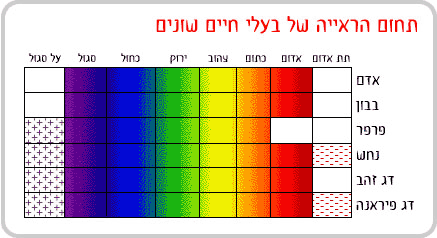 תחום הראייה של בעלי חיים שונים
תת אדום אדום כתום צהוב ירוק כחול סגול על סגול
אדם
בבון
פרפר
נחש
דג זהב
דג פיראנה